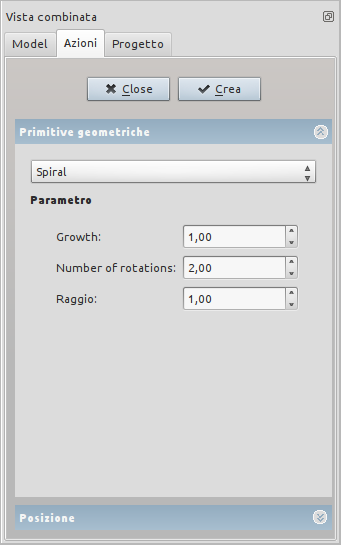 Vista combinata
Model Azioni Progetto
Close Crea
Primitive geometriche
Spiral
Parametro
Growth: 1,00
Number of rotations: 2,00
Raggio: 1,00
Posizione